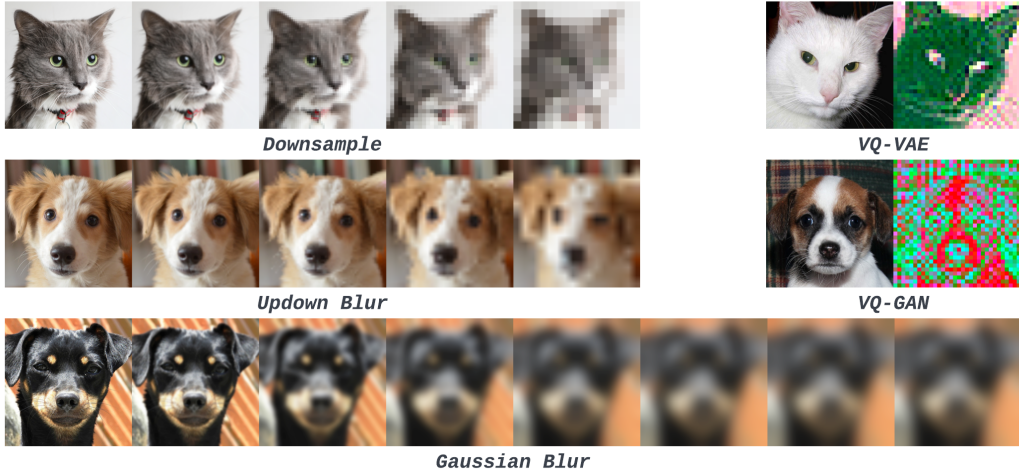 Downsample
VQ-VAE
Updown Blur
VQ-GAN
Gaussian Blur